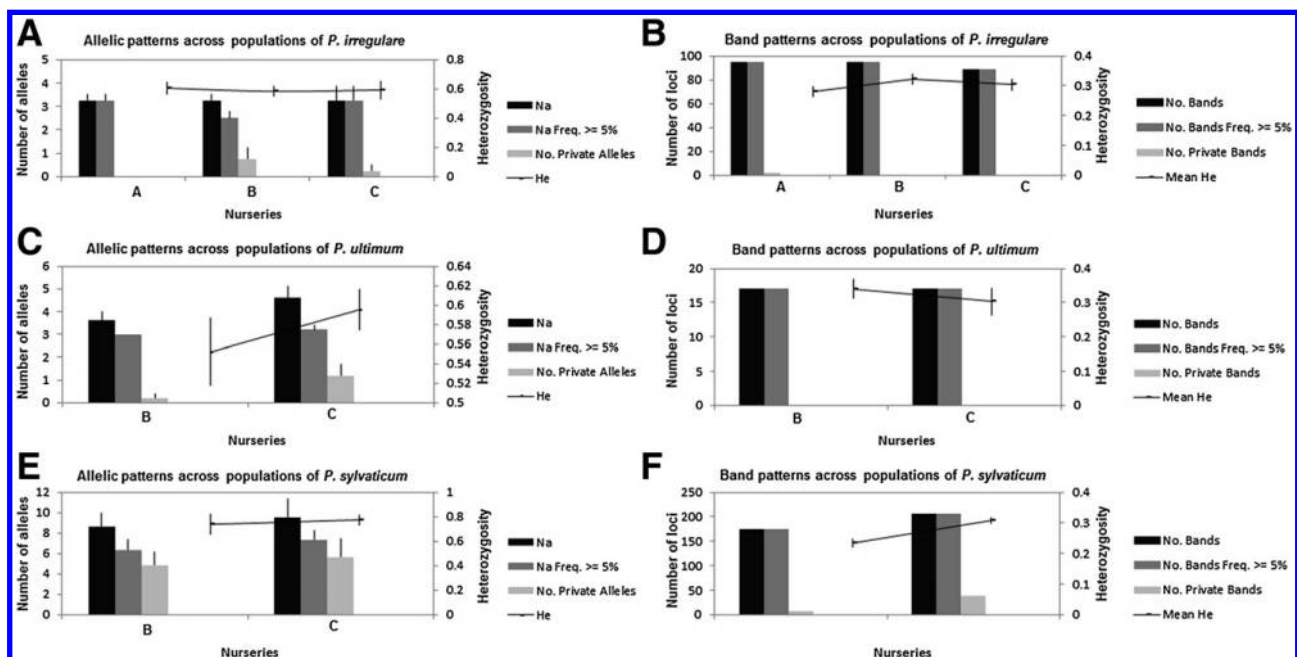 A
Allelic patterns across populations of P. irregulare
Number of alleles
5
4
3
2
1
0
0.8
0.6
0.4
0.2
0
Heterozygosity
A B C
Nurseries
Na
Na Freq. >= 5%
No. Private Alleles
He
B
Band patterns across populations of P. irregulare
Number of loci
100
80
60
40
20
0
0.4
0.3
0.2
0.1
0
Heterozygosity
A B C
Nurseries
No. Bands
No. Bands Freq. >= 5%
No. Private Bands
Mean He
C
Allelic patterns across populations of P. ultimum
Number of alleles
6
5
4
3
2
1
0
0.64
0.62
0.6
0.58
0.56
0.54
0.52
0.5
Heterozygosity
B C
Nurseries
Na
Na Freq. >= 5%
No. Private Alleles
He
D
Band patterns across populations of P. ultimum
Number of loci
20
15
10
5
0
0.4
0.3
0.2
0.1
0
Heterozygosity
B C
Nurseries
No. Bands
No. Bands Freq. >= 5%
No. Private Bands
Mean He
E
Allelic patterns across populations of P. sylvaticum
Number of alleles
12
10
8
6
4
2
0
1
0.8
0.6
0.4
0.2
0
Heterozygosity
B C
Nurseries
Na
Na Freq. >= 5%
No. Private Alleles
He
F
Band patterns across populations of P. sylvaticum
Number of loci
250
200
150
100
50
0
0.4
0.3
0.2
0.1
0
Heterozygosity
Nurseries
No. Bands
No. Bands Freq. >= 5%
No. Private Bands
Mean He